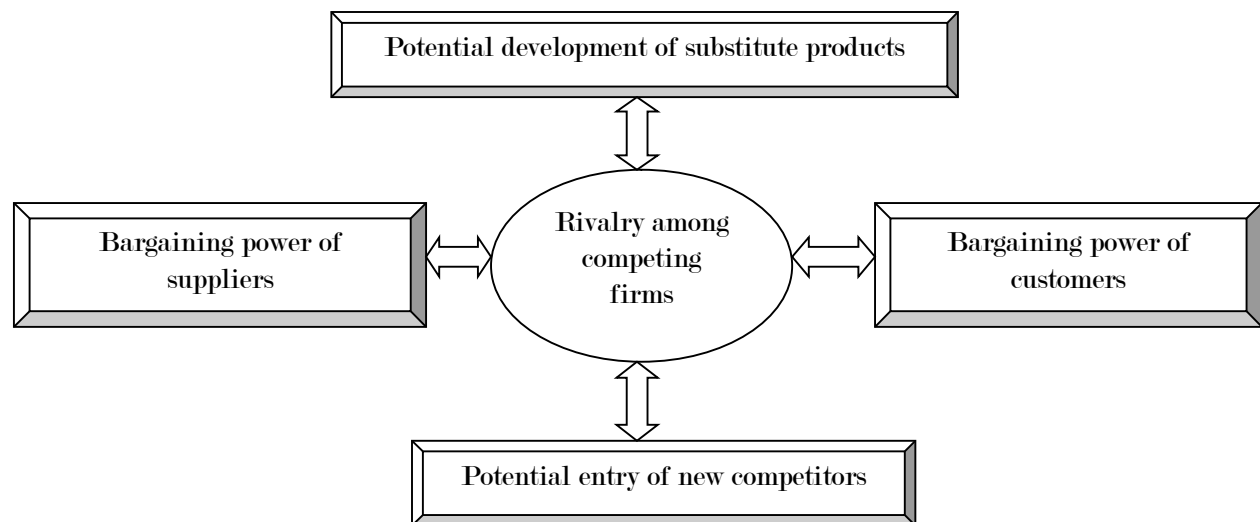 Potential development of substitute products
Bargaining power of
suppliers
Rivalry among
competing
firms
Bargaining power of
customers
Potential entry of new competitors